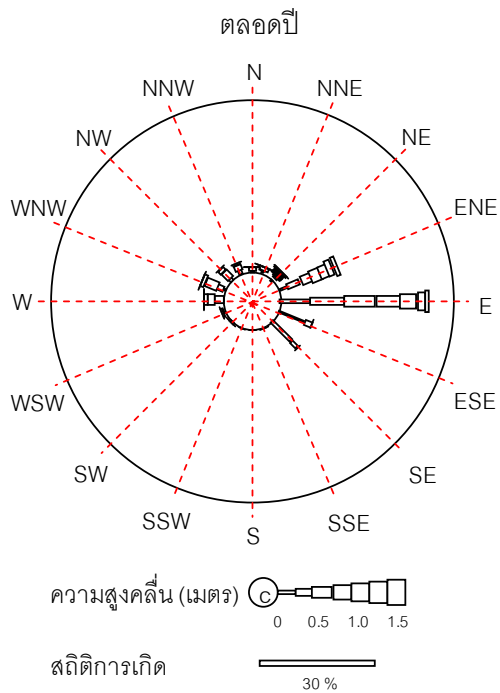 ตลอดปี
N
NNW NNE
NW NE
WNW ENE
W E
WSW ESE
SW SE
SSW SSE
S
ความสูงคลื่น (เมตร) C
0 0.5 1.0 1.5
สถิติการเกิด
30 %